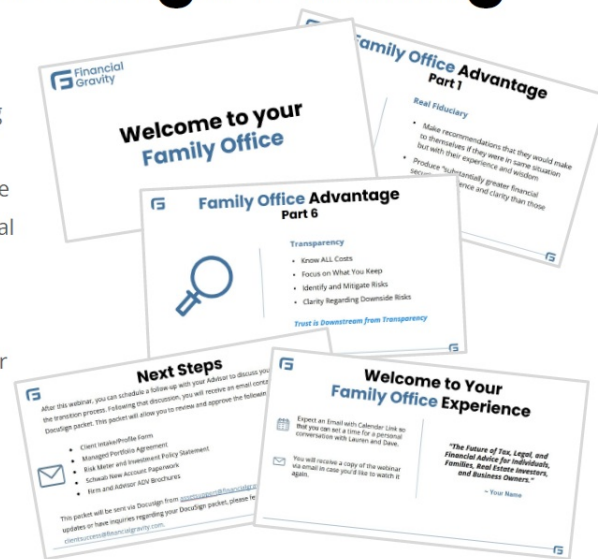 Financial
Gravity
Welcome to your
Family Office
Family Office Advantage
Part 1
Real Fiduciary
• Make recommendations that they would make
to themselves if they were in same situation
but with their experience and wisdom
• Produce "substantially greater financial
ence and clarity than those
Family Office Advantage
Part 6
Transparency
• Know ALL Costs
• Focus on What You Keep
• Identify and Mitigate Risks
• Clarity Regarding Downside Risks
Trust is Downstream from Transparency
Next Steps
After this webinar, you can schedule a follow-up with your Advisor to discuss
the transition process. Following that discussion, you will receive an email
DocuSign packet. This packet will allow you to review and approve the
• Client Intake/Profile Form
• Managed Portfolio Agreement
• Risk Meter and Investment Policy Statement
• Schwab New Account Paperwork
• Firm and Advisor ADV Brochures
This packet will be sent via Docusign from
updates or have inquiries regarding your DocuSign packet, please
clientsuccess@financialgravity.com.
Welcome to Your
Family Office Experience
Expect an Email with Calendar Link so
that you can set a time for a personal
conversation with Lauren and Dave.
You will receive a copy of the webinar
via email in case you'd like to watch it
again.
"The Future of Tax, Legal, and
Financial Advice for Individuals,
Families, Real Estate Investors,
and Business Owners."
~ Your Name